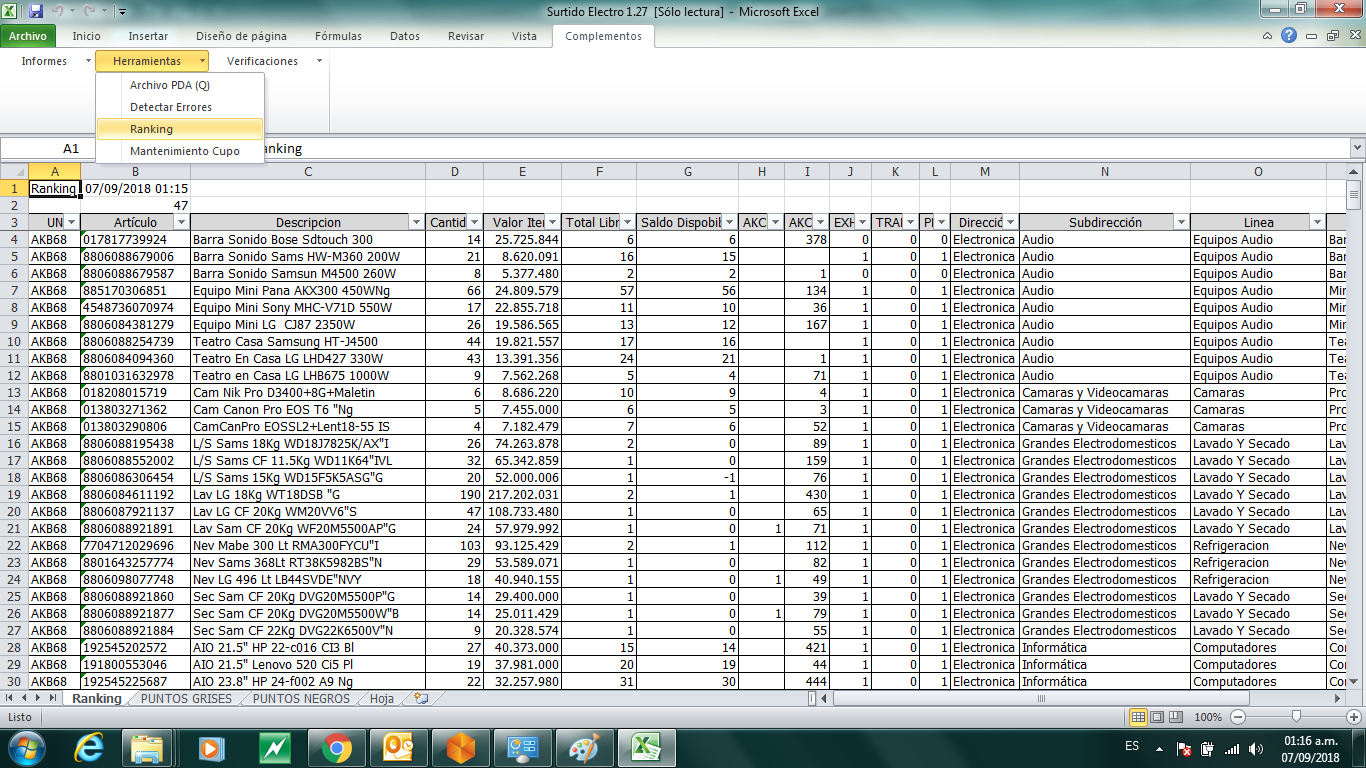 Surtido Electro 1.27 [Sólo lectura] - Microsoft Excel
Archivo Inicio Insertar Diseño de página Fórmulas Datos Revisar Vista Complementos
Informes Herramientas Verificaciones
Archivo PDA (Q)
Detectar Errores
Ranking
Mantenimiento Cupo
A1 anking
A B C D E F G H I J K L M N O
1 Ranking 07/09/2018 01:15
2 47
3 UN Artículo Descripcion Cantid Valor Iter Total Libr Saldo Disponibil AKC AKC EXH TRAI Pl Direcció Subdirección Linea
4 AKB68 017817739924 Barra Sonido Bose Sdtouch 300 14 25.725.844 6 6 378 0 0 0 Electronica Audio Equipos Audio Bar
5 AKB68 8806088679006 Barra Sonido Sams HW-M360 200W 21 8.620.091 16 15 1 0 1 Electronica Audio Equipos Audio Bar
6 AKB68 8806088679587 Barra Sonido Samsun M4500 260W 8 5.377.480 2 2 1 0 0 0 Electronica Audio Equipos Audio Bar
7 AKB68 885170306851 Equipo Mini Pana AKX300 450WNg 66 24.809.579 57 56 134 1 0 1 Electronica Audio Equipos Audio Mir
8 AKB68 4548736070974 Equipo Mini Sony MHC-V71D 550W 17 22.855.718 11 10 36 1 0 1 Electronica Audio Equipos Audio Mir
9 AKB68 8806084381279 Equipo Mini LG CJ87 2350W 26 19.586.565 13 12 167 1 0 1 Electronica Audio Equipos Audio Mir
10 AKB68 8806088254739 Teatro Casa Samsung HT-J4500 44 19.821.557 17 16 1 0 1 Electronica Audio Equipos Audio Tea
11 AKB68 8806084094360 Teatro En Casa LG LHD427 330W 43 13.391.356 24 21 1 1 0 1 Electronica Audio Equipos Audio Tea
12 AKB68 8801031632978 Teatro en Casa LG LHB675 1000W 9 7.562.268 5 4 71 1 0 1 Electronica Audio Equipos Audio Tea
13 AKB68 018208015719 Cam Nik Pro D3400+8G+Maletin 6 8.686.220 10 9 4 1 0 1 Electronica Camaras y Videocamaras Camaras Pro
14 AKB68 013803271362 Cam Canon Pro EOS T6 "Ng 5 7.455.000 6 5 3 1 0 1 Electronica Camaras y Videocamaras Camaras Pro
15 AKB68 013803290806 CamCanPro EOSSL2+Lent18-55 IS 4 7.182.479 7 6 52 1 0 1 Electronica Camaras y Videocamaras Camaras Pro
16 AKB68 8806088195438 L/S Sams 18Kg WD18J7825K/AX"I 26 74.263.878 2 0 89 1 0 1 Electronica Grandes Electrodomesticos Lavado Y Secado Lav
17 AKB68 8806088552002 L/S Sams CF 11.5Kg WD11K64"IVL 32 65.342.859 1 0 159 1 0 1 Electronica Grandes Electrodomesticos Lavado Y Secado Lav
18 AKB68 8806086306454 L/S Sams 15Kg WD15F5K5ASG"G 20 52.000.006 1 -1 76 1 0 1 Electronica Grandes Electrodomesticos Lavado Y Secado Lav
19 AKB68 8806084611192 Lav LG 18Kg WT18DSB "G 190 217.202.031 2 1 430 1 0 1 Electronica Grandes Electrodomesticos Lavado Y Secado Lav
20 AKB68 8806087921137 Lav LG CF 20Kg WM20VV6"S 47 108.733.480 1 0 65 1 0 1 Electronica Grandes Electrodomesticos Lavado Y Secado Lav
21 AKB68 8806088921891 Lav Sam CF 20Kg WF20M5500AP"G 24 57.979.992 1 0 1 71 1 0 1 Electronica Grandes Electrodomesticos Lavado Y Secado Lav
22 AKB68 7704712029696 Nev Mabe 300 Lt RMA300FYCU"I 103 93.125.429 2 1 112 1 0 1 Electronica Grandes Electrodomesticos Refrigeracion Nev
23 AKB68 8801643257774 Nev Sams 368Lt RT38K5982BS"N 29 53.589.071 1 0 82 1 0 1 Electronica Grandes Electrodomesticos Refrigeracion Nev
24 AKB68 8806098077748 Nev LG 496 Lt LB44SVDE"NVY 18 40.940.155 1 0 1 49 1 0 1 Electronica Grandes Electrodomesticos Refrigeracion Nev
25 AKB68 8806088921860 Sec Sam CF 20Kg DVG20M5500P"G 14 29.400.000 1 0 39 1 0 1 Electronica Grandes Electrodomesticos Lavado Y Secado Sec
26 AKB68 8806088921877 Sec Sam CF 20Kg DVG20M5500W"B 14 25.011.429 1 0 1 79 1 0 1 Electronica Grandes Electrodomesticos Lavado Y Secado Sec
27 AKB68 8806088921884 Sec Sam CF 22Kg DVG22K6500V"N 9 20.328.574 1 0 55 1 0 1 Electronica Grandes Electrodomesticos Lavado Y Secado Sec
28 AKB68 192545202572 AIO 21.5" HP 22-c016 CI3 Bl 27 40.373.000 15 14 421 1 0 1 Electronica Informática Computadores Cor
29 AKB68 191800553046 AIO 21.5" Lenovo 520 Ci5 Pl 19 37.981.000 20 19 44 1 0 1 Electronica Informática Computadores Cor
30 AKB68 192545225687 AIO 23.8" HP 24-f002 A9 Ng 22 32.257.980 31 30 444 1 0 1 Electronica Informática Computadores Cor
Ranking PUNTOS GRISES PUNTOS NEGROS Hoja
Listo 100%
ES 01:16 a.m.
07/09/2018